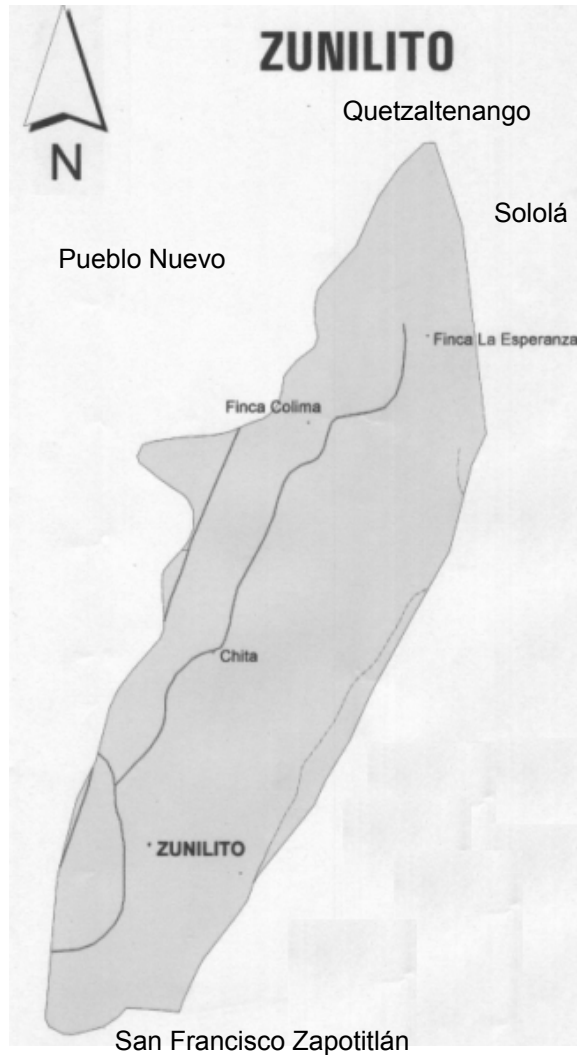 ZUNILITO
Quetzaltenango
N
Sololá
Pueblo Nuevo
Finca La Esperanza
Finca Colima
Chita
ZUNILITO
San Francisco Zapotitlán